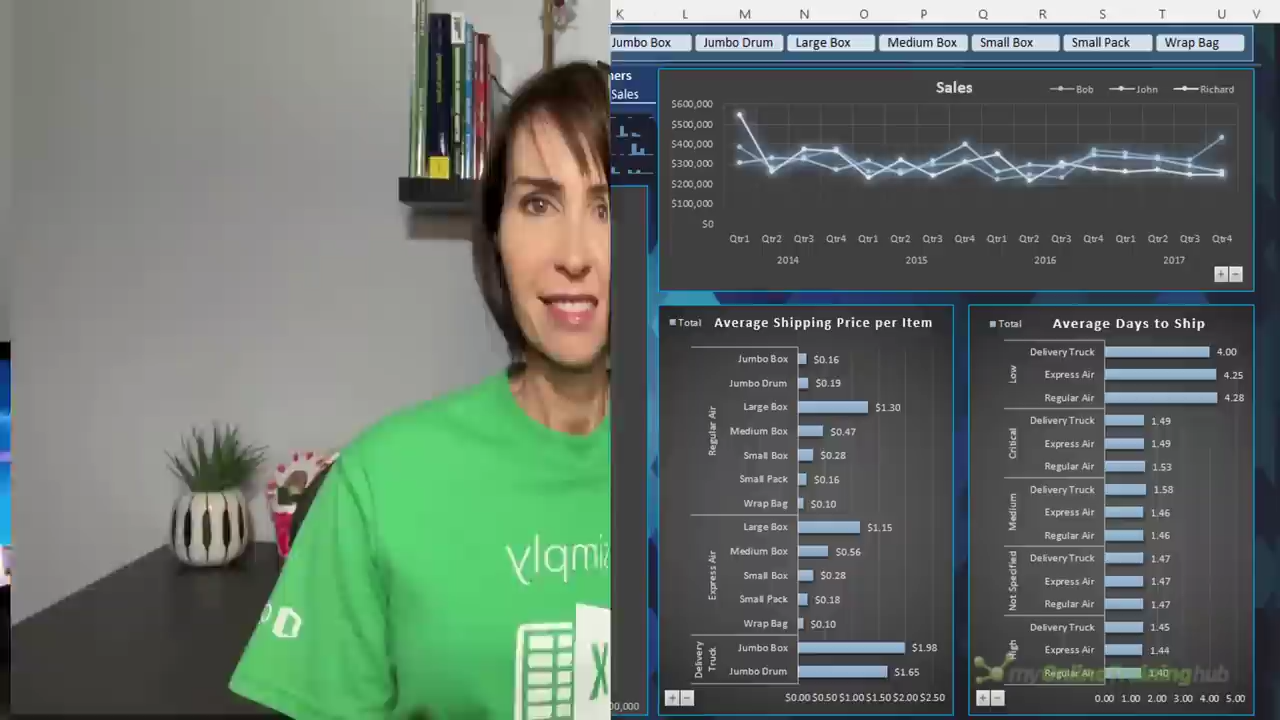 K L M N O P Q R S T U V
Jumbo Box Jumbo Drum Large Box Medium Box Small Box Small Pack Wrap Bag
Sales
Sales
Bob John Richard
$600,000
$500,000
$400,000
$300,000
$200,000
$100,000
$0
Qtr1 Qtr2 Qtr3 Qtr4 Qtr1 Qtr2 Qtr3 Qtr4 Qtr1 Qtr2 Qtr3 Qtr4 Qtr1 Qtr2 Qtr3 Qtr4
2014 2015 2016 2017
+ −
Total Average Shipping Price per Item
Regular Air
Jumbo Box $0.16
Jumbo Drum $0.19
Large Box $1.30
Medium Box $0.47
Small Box $0.28
Small Pack $0.16
Wrap Bag $0.10
Express Air
Large Box $1.15
Medium Box $0.56
Small Box $0.28
Small Pack $0.18
Wrap Bag $0.10
Delivery Truck
Jumbo Box $1.98
Jumbo Drum $1.65
+ − $0.00 $0.50 $1.00 $1.50 $2.00 $2.50
Total Average Days to Ship
Low
Delivery Truck 4.00
Express Air 4.25
Regular Air 4.28
Critical
Delivery Truck 1.49
Express Air 1.49
Regular Air 1.53
Medium
Delivery Truck 1.58
Express Air 1.46
Regular Air 1.46
Not Specified
Delivery Truck 1.47
Express Air 1.47
Regular Air 1.47
High
Delivery Truck 1.45
Express Air 1.44
Regular Air 1.40
+ − 0.00 1.00 2.00 3.00 4.00 5.00
my Online Training hub